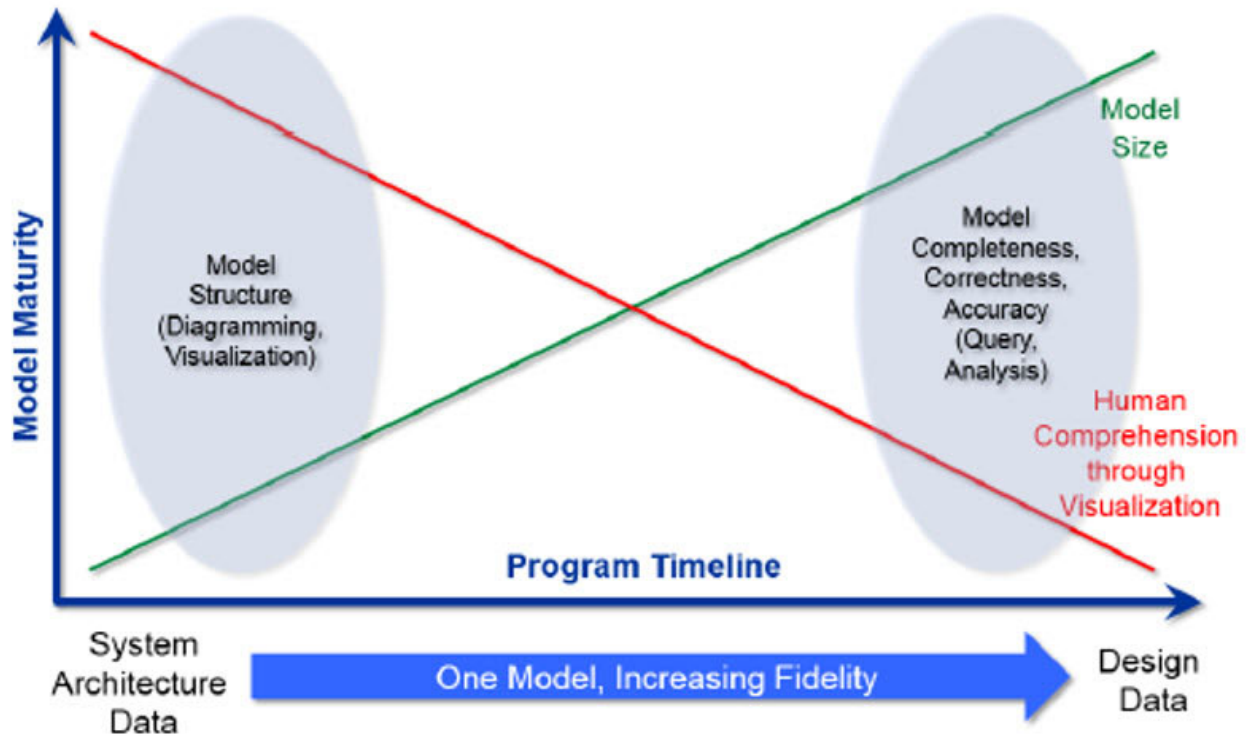 Model Maturity
Model
Structure
(Diagramming,
Visualization)
Model
Size
Model
Completeness,
Correctness,
Accuracy
(Query,
Analysis)
Human
Comprehension
through
Visualization
Program Timeline
System
Architecture
Data
One Model, Increasing Fidelity
Design
Data